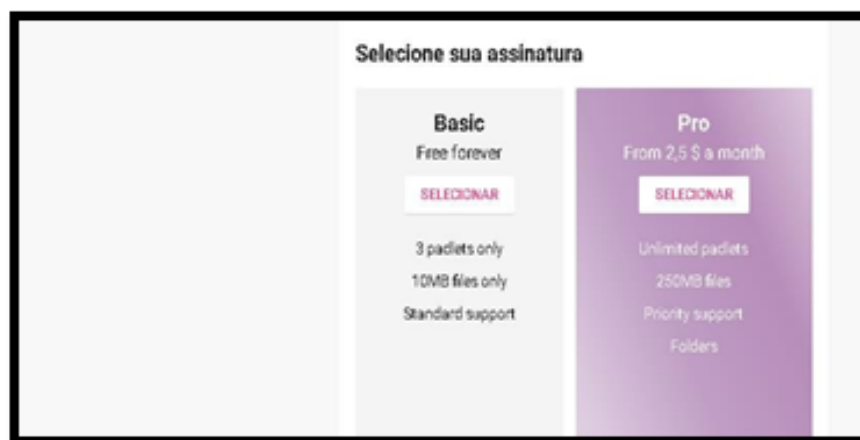 Selecione sua assinatura
Basic
Free forever
SELECIONAR
3 padlets only
10MB files only
Standard support
Pro
From 2,5 $ a month
SELECIONAR
Unlimited padlets
250MB files
Priority support
Folders